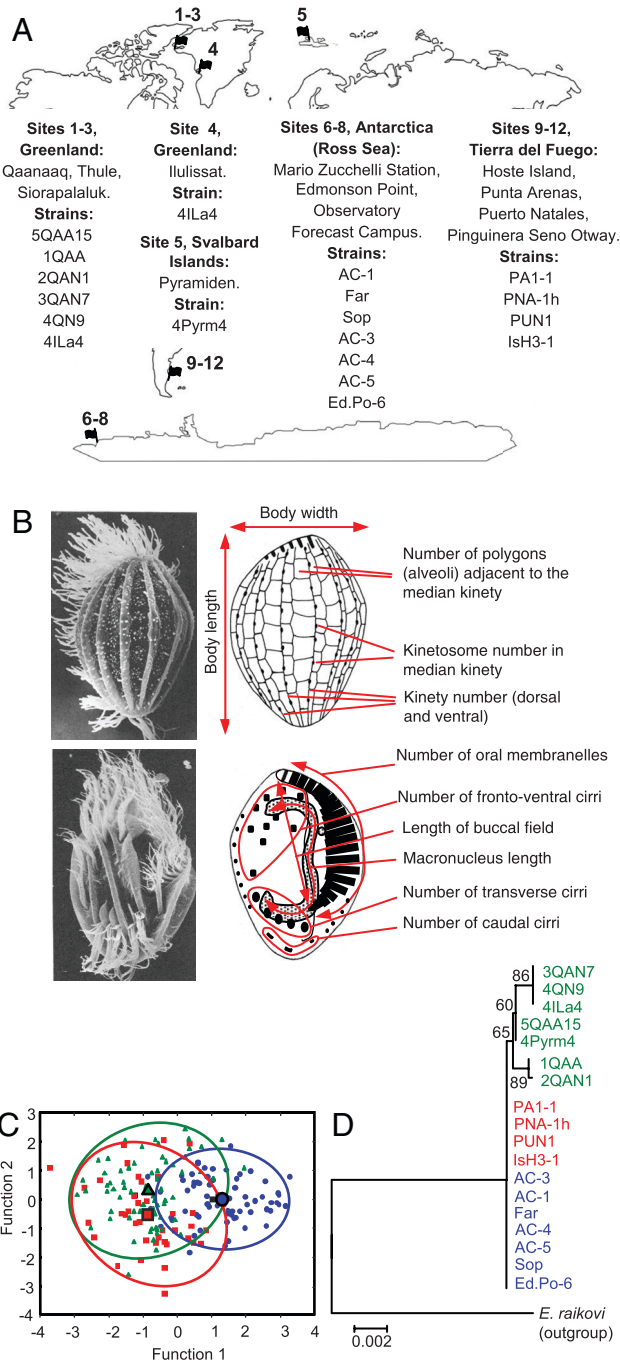 A
1-3
4
5
Sites 1-3,
Greenland:
Qaanaaq, Thule,
Siorapaluk.
Strains:
5QAA15
1QAA
2QAN1
3QAN7
4QN9
4ILa4
Site 4,
Greenland:
Ilulissat.
Strain:
4ILa4
Site 5, Svalbard
Islands:
Pyramiden.
Strain:
4Pyrm4
Sites 6-8, Antarctica
(Ross Sea):
Mario Zucchelli Station,
Edmonson Point,
Observatory
Forecast Campus.
Strains:
AC-1
Far
Sop
AC-3
AC-4
AC-5
Ed.Po-6
Sites 9-12,
Tierra del Fuego:
Hoste Island,
Punta Arenas,
Puerto Natales,
Pinguinera Seno Otway.
Strains:
PA1-1
PNA-1h
PUN1
IsH3-1
9-12
6-8
B
Body width
Body length
Number of polygons
(alveoli) adjacent to the
median kinety
Kinetosome number in
median kinety
Kinety number (dorsal
and ventral)
Number of oral membranelles
Number of fronto-ventral cirri
Length of buccal field
Macronucleus length
Number of transverse cirri
Number of caudal cirri
C
Function 2
3
2
1
0
-1
-2
-3
-4
-4 -3 -2 -1 0 1 2 3 4
Function 1
D
86
60
65
89
3QAN7
4QN9
4ILa4
5QAA15
4Pyrm4
1QAA
2QAN1
PA1-1
PNA-1h
PUN1
IsH3-1
AC-3
AC-1
Far
AC-4
AC-5
Sop
Ed.Po-6
E. raikovi
(outgroup)
0.002